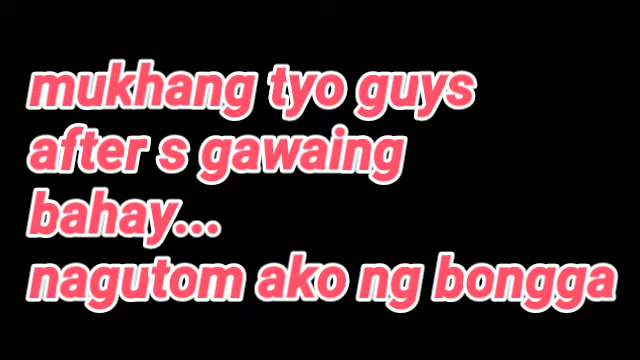 mukhang tyo guys
after s gawaing
bahay...
nagutom ako ng bongga